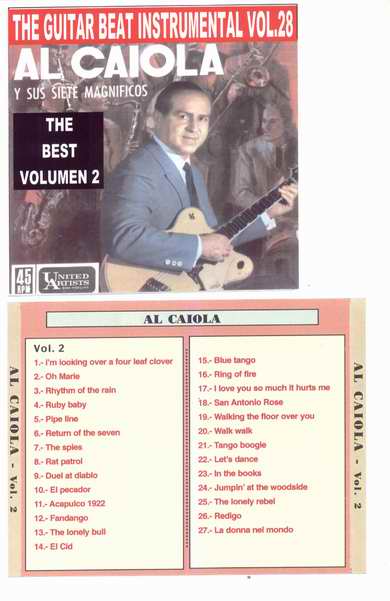 THE GUITAR BEAT INSTRUMENTAL VOL.28
AL CAIOLA
Y SUS SIETE MAGNIFICOS
THE
BEST
VOLUMEN 2
45
RPM
UNITED
ARTISTS
AL CAIOLA
AL CAIOLA - Vol. 2
Vol. 2
1.- I'm looking over a four leaf clover
2.- Oh Marie
3.- Rhythm of the rain
4.- Ruby baby
5.- Pipe line
6.- Return of the seven
7.- The spies
8.- Rat patrol
9.- Duel at diablo
10.- El pecador
11.- Acapulco 1922
12.- Fandango
13.- The lonely bull
14.- El Cid
15.- Blue tango
16.- Ring of fire
17.- I love you so much it hurts me
18.- San Antonio Rose
19.- Walking the floor over you
20.- Walk walk
21.- Tango boogie
22.- Let's dance
23.- In the books
24.- Jumpin' at the woodside
25.- The lonely rebel
26.- Redigo
27.- La donna nel mondo
AL CAIOLA - Vol. 2